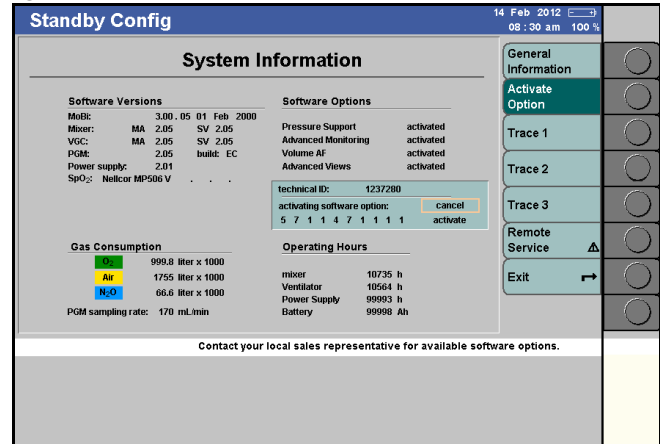 Standby Config
14 Feb 2012
08:30 am 100 %
System Information
Software Versions
MoBi: 3.00.05 01 Feb 2000
Mixer: MA 2.05 SV 2.05
VGC: MA 2.05 SV 2.05
PGM: 2.05 build: EC
Power supply: 2.01
SpO2: Nellcor MP506 V . . .
Software Options
Pressure Support activated
Advanced Monitoring activated
Volume AF activated
Advanced Views activated
technical ID: 1237280
activating software option: cancel
5 7 1 1 4 7 1 1 1 1 activate
Gas Consumption
O2 999.8 liter x 1000
Air 1755 liter x 1000
N2O 66.6 liter x 1000
PGM sampling rate: 170 mL/min
Operating Hours
mixer 10735 h
Ventilator 10564 h
Power Supply 99993 h
Battery 99998 Ah
General
Information
Activate
Option
Trace 1
Trace 2
Trace 3
Remote
Service
Exit
Contact your local sales representative for available software options.